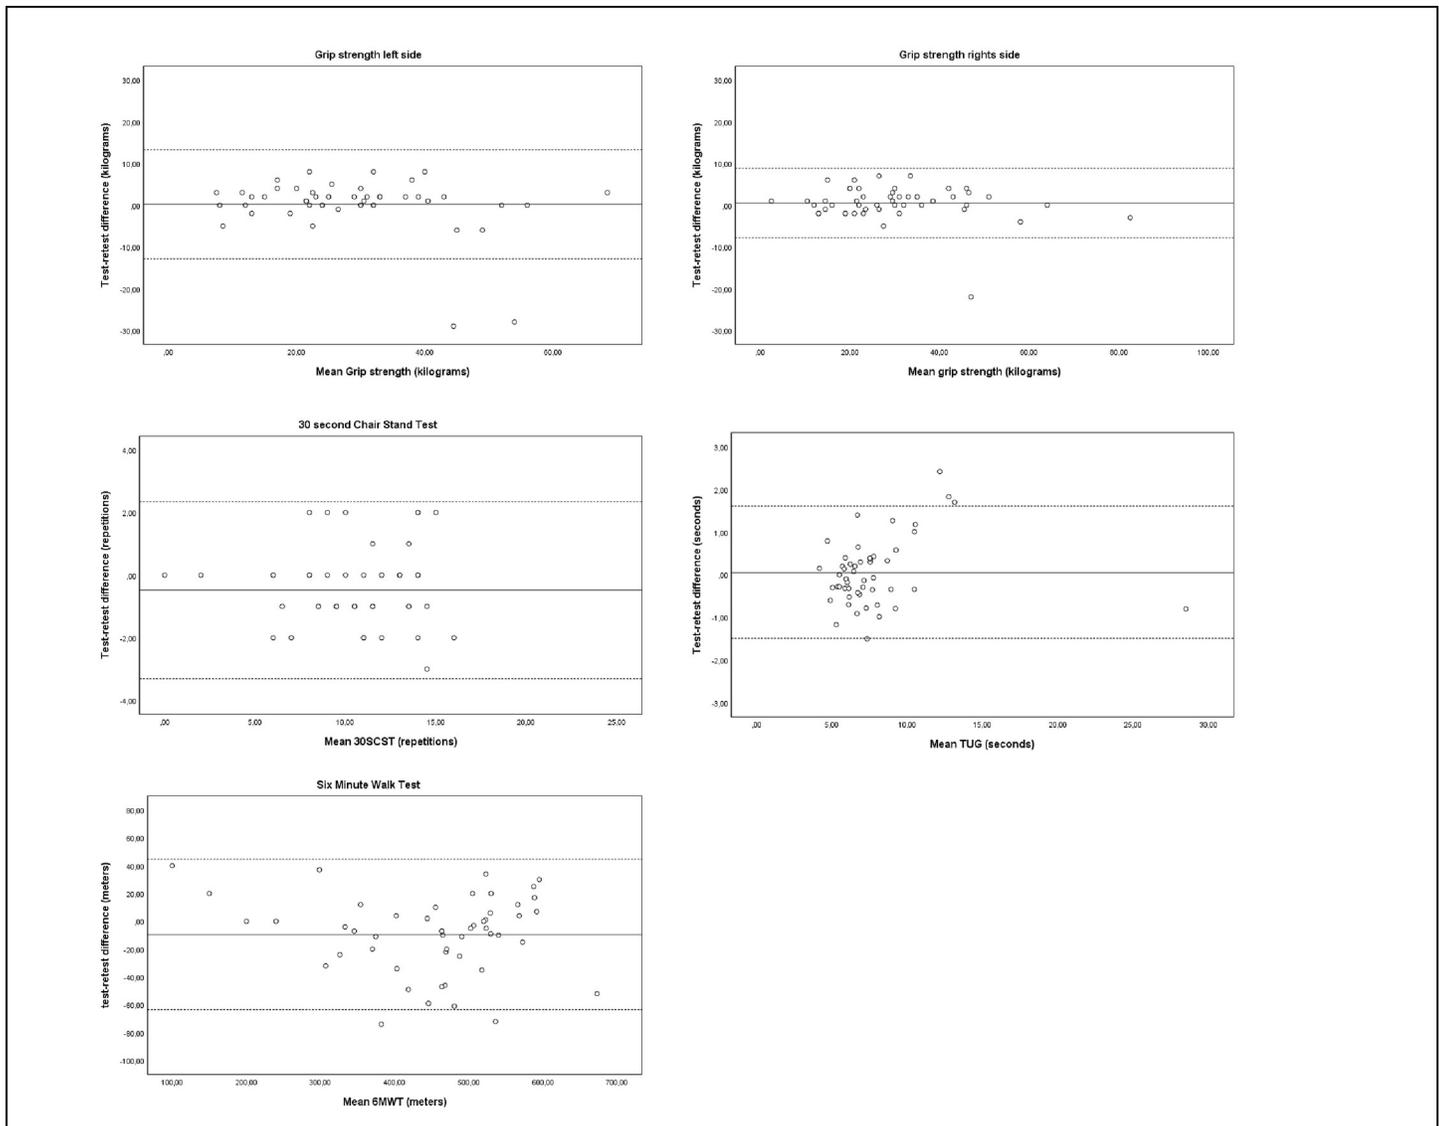 Grip strength left side
Test-retest difference (kilograms)
30,00
20,00
10,00
,00
-10,00
-20,00
-30,00
,00 20,00 40,00 60,00
Mean Grip strength (kilograms)
Grip strength rights side
Test-retest difference (kilograms)
30,00
20,00
10,00
,00
-10,00
-20,00
-30,00
,00 20,00 40,00 60,00 80,00 100,00
Mean grip strength (kilograms)
30 second Chair Stand Test
Test-retest difference (repetitions)
4,00
2,00
,00
-2,00
-4,00
,00 5,00 10,00 15,00 20,00 25,00
Mean 30SCST (repetitions)
Test-retest difference (seconds)
3,00
2,00
1,00
,00
-1,00
-2,00
-3,00
,00 5,00 10,00 15,00 20,00 25,00 30,00
Mean TUG (seconds)
Six Minute Walk Test
test-retest difference (meters)
80,00
60,00
40,00
20,00
,00
-20,00
-40,00
-60,00
-80,00
-100,00
100,00 200,00 300,00 400,00 500,00 600,00 700,00
Mean 6MWT (meters)